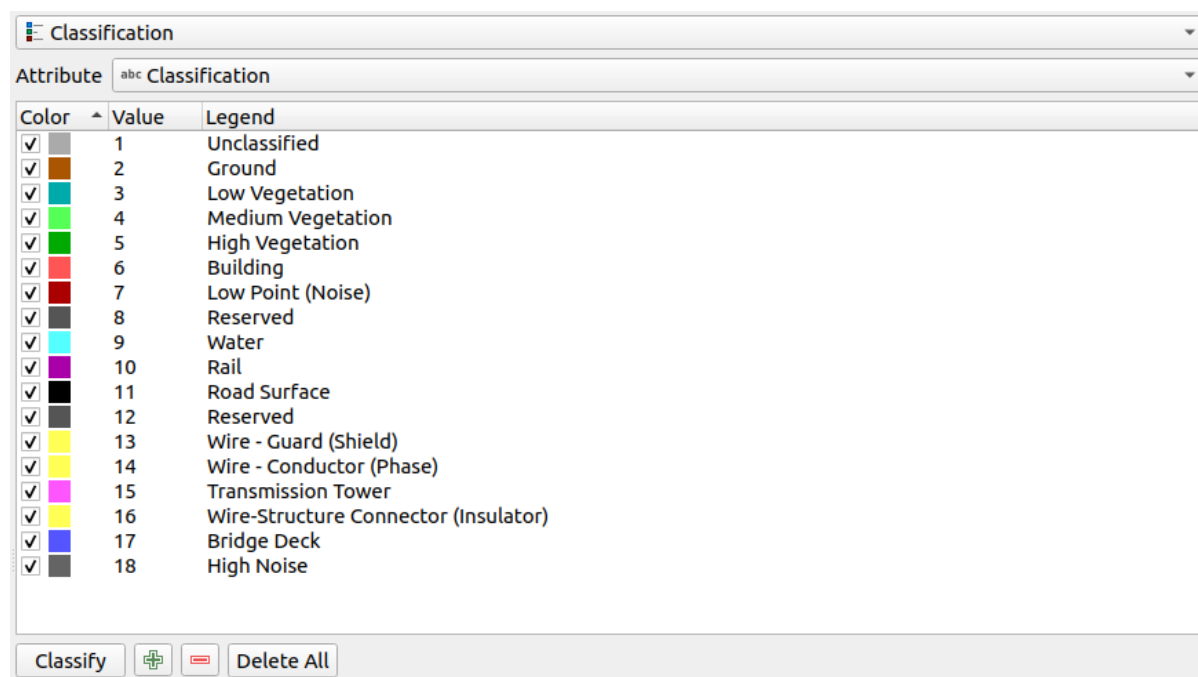 Classification
Attribute abc Classification
Color Value Legend
1 Unclassified
2 Ground
3 Low Vegetation
4 Medium Vegetation
5 High Vegetation
6 Building
7 Low Point (Noise)
8 Reserved
9 Water
10 Rail
11 Road Surface
12 Reserved
13 Wire - Guard (Shield)
14 Wire - Conductor (Phase)
15 Transmission Tower
16 Wire-Structure Connector (Insulator)
17 Bridge Deck
18 High Noise
Classify Delete All